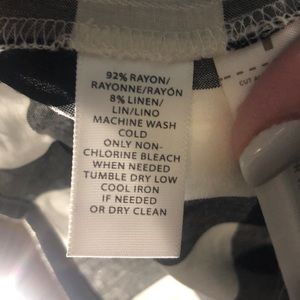 92% RAYON/
RAYONNE/RAYÓN
8% LINEN/
LIN/LINO
MACHINE WASH
COLD
ONLY NON-
CHLORINE BLEACH
WHEN NEEDED
TUMBLE DRY LOW
COOL IRON
IF NEEDED
OR DRY CLEAN
CUT